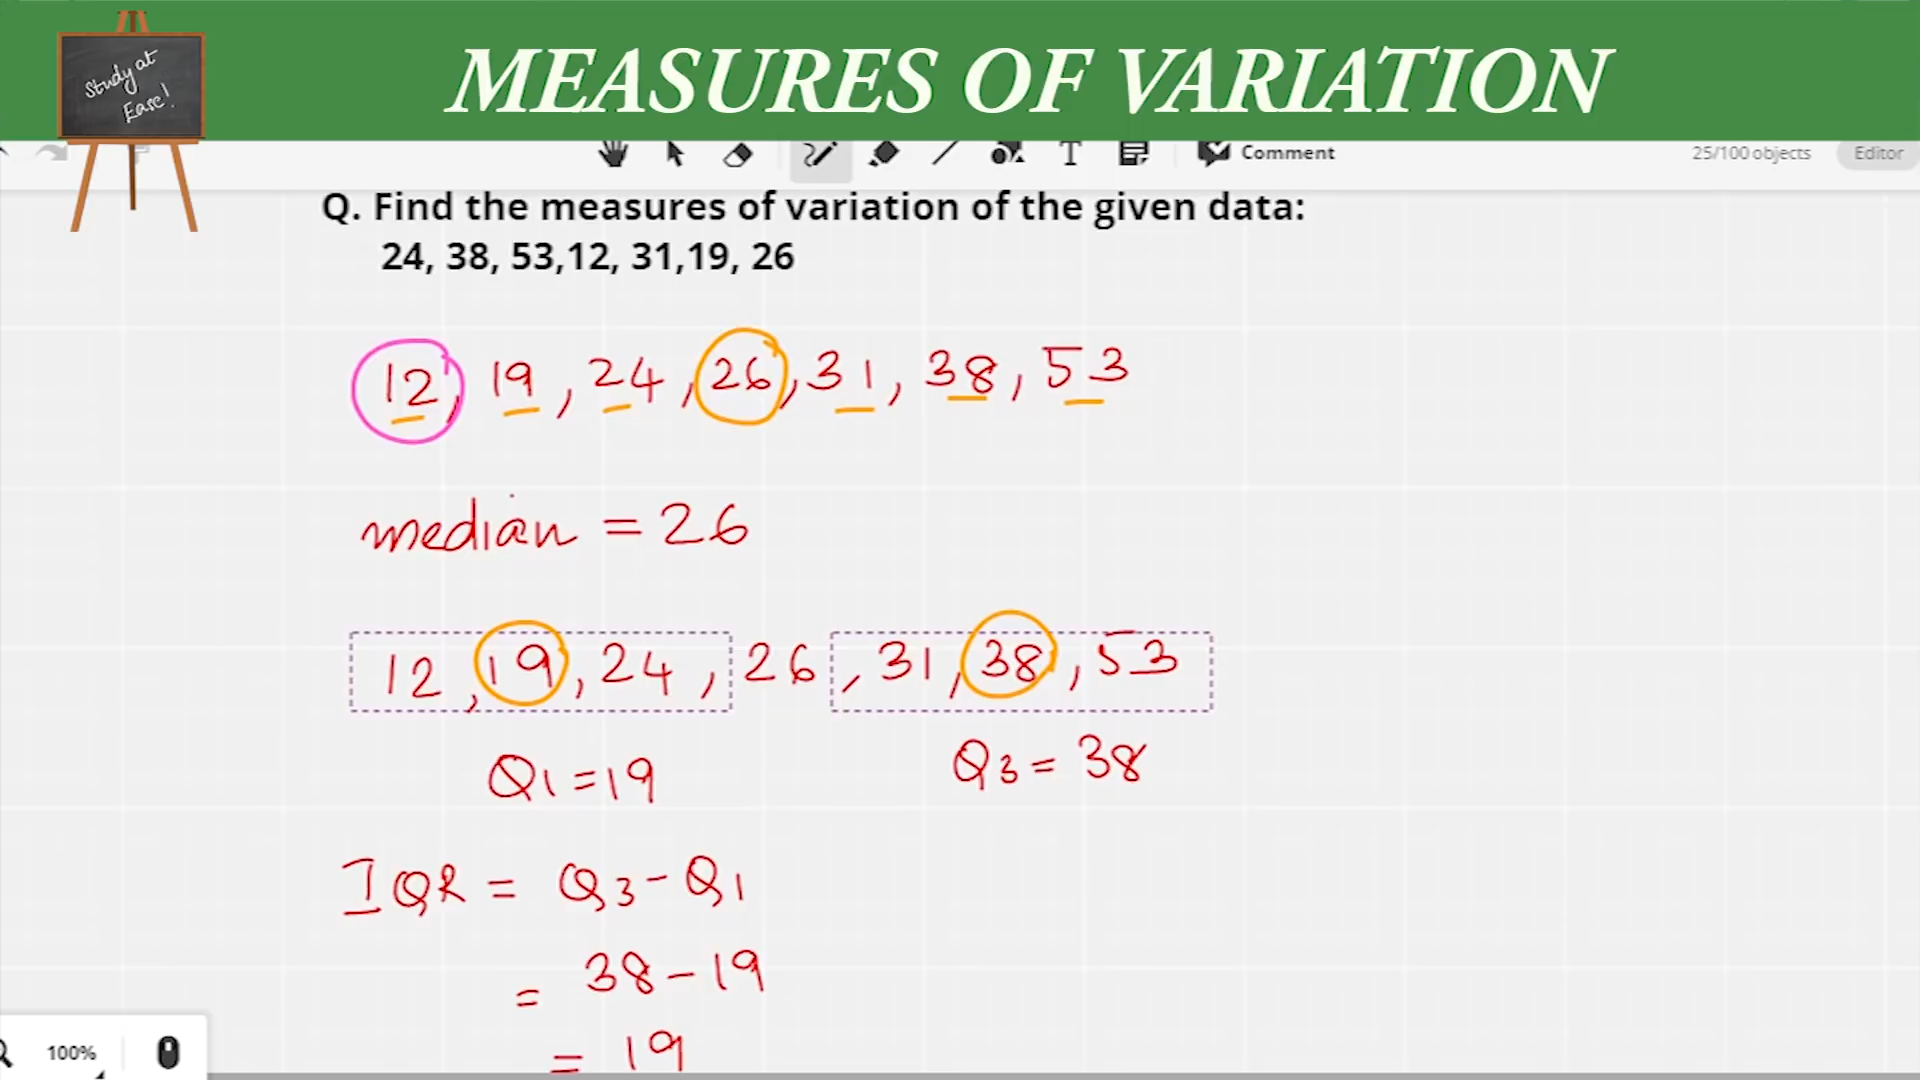 Study at
Ease!
MEASURES OF VARIATION
Comment
25/100 objects
Editor
Q. Find the measures of variation of the given data:
24, 38, 53,12, 31,19, 26
12, 19, 24, 26, 31, 38, 53
median = 26
12, 19, 24, 26, 31, 38, 53
Q1 = 19
Q3 = 38
IQR = Q3 - Q1
= 38 - 19
= 19
100%